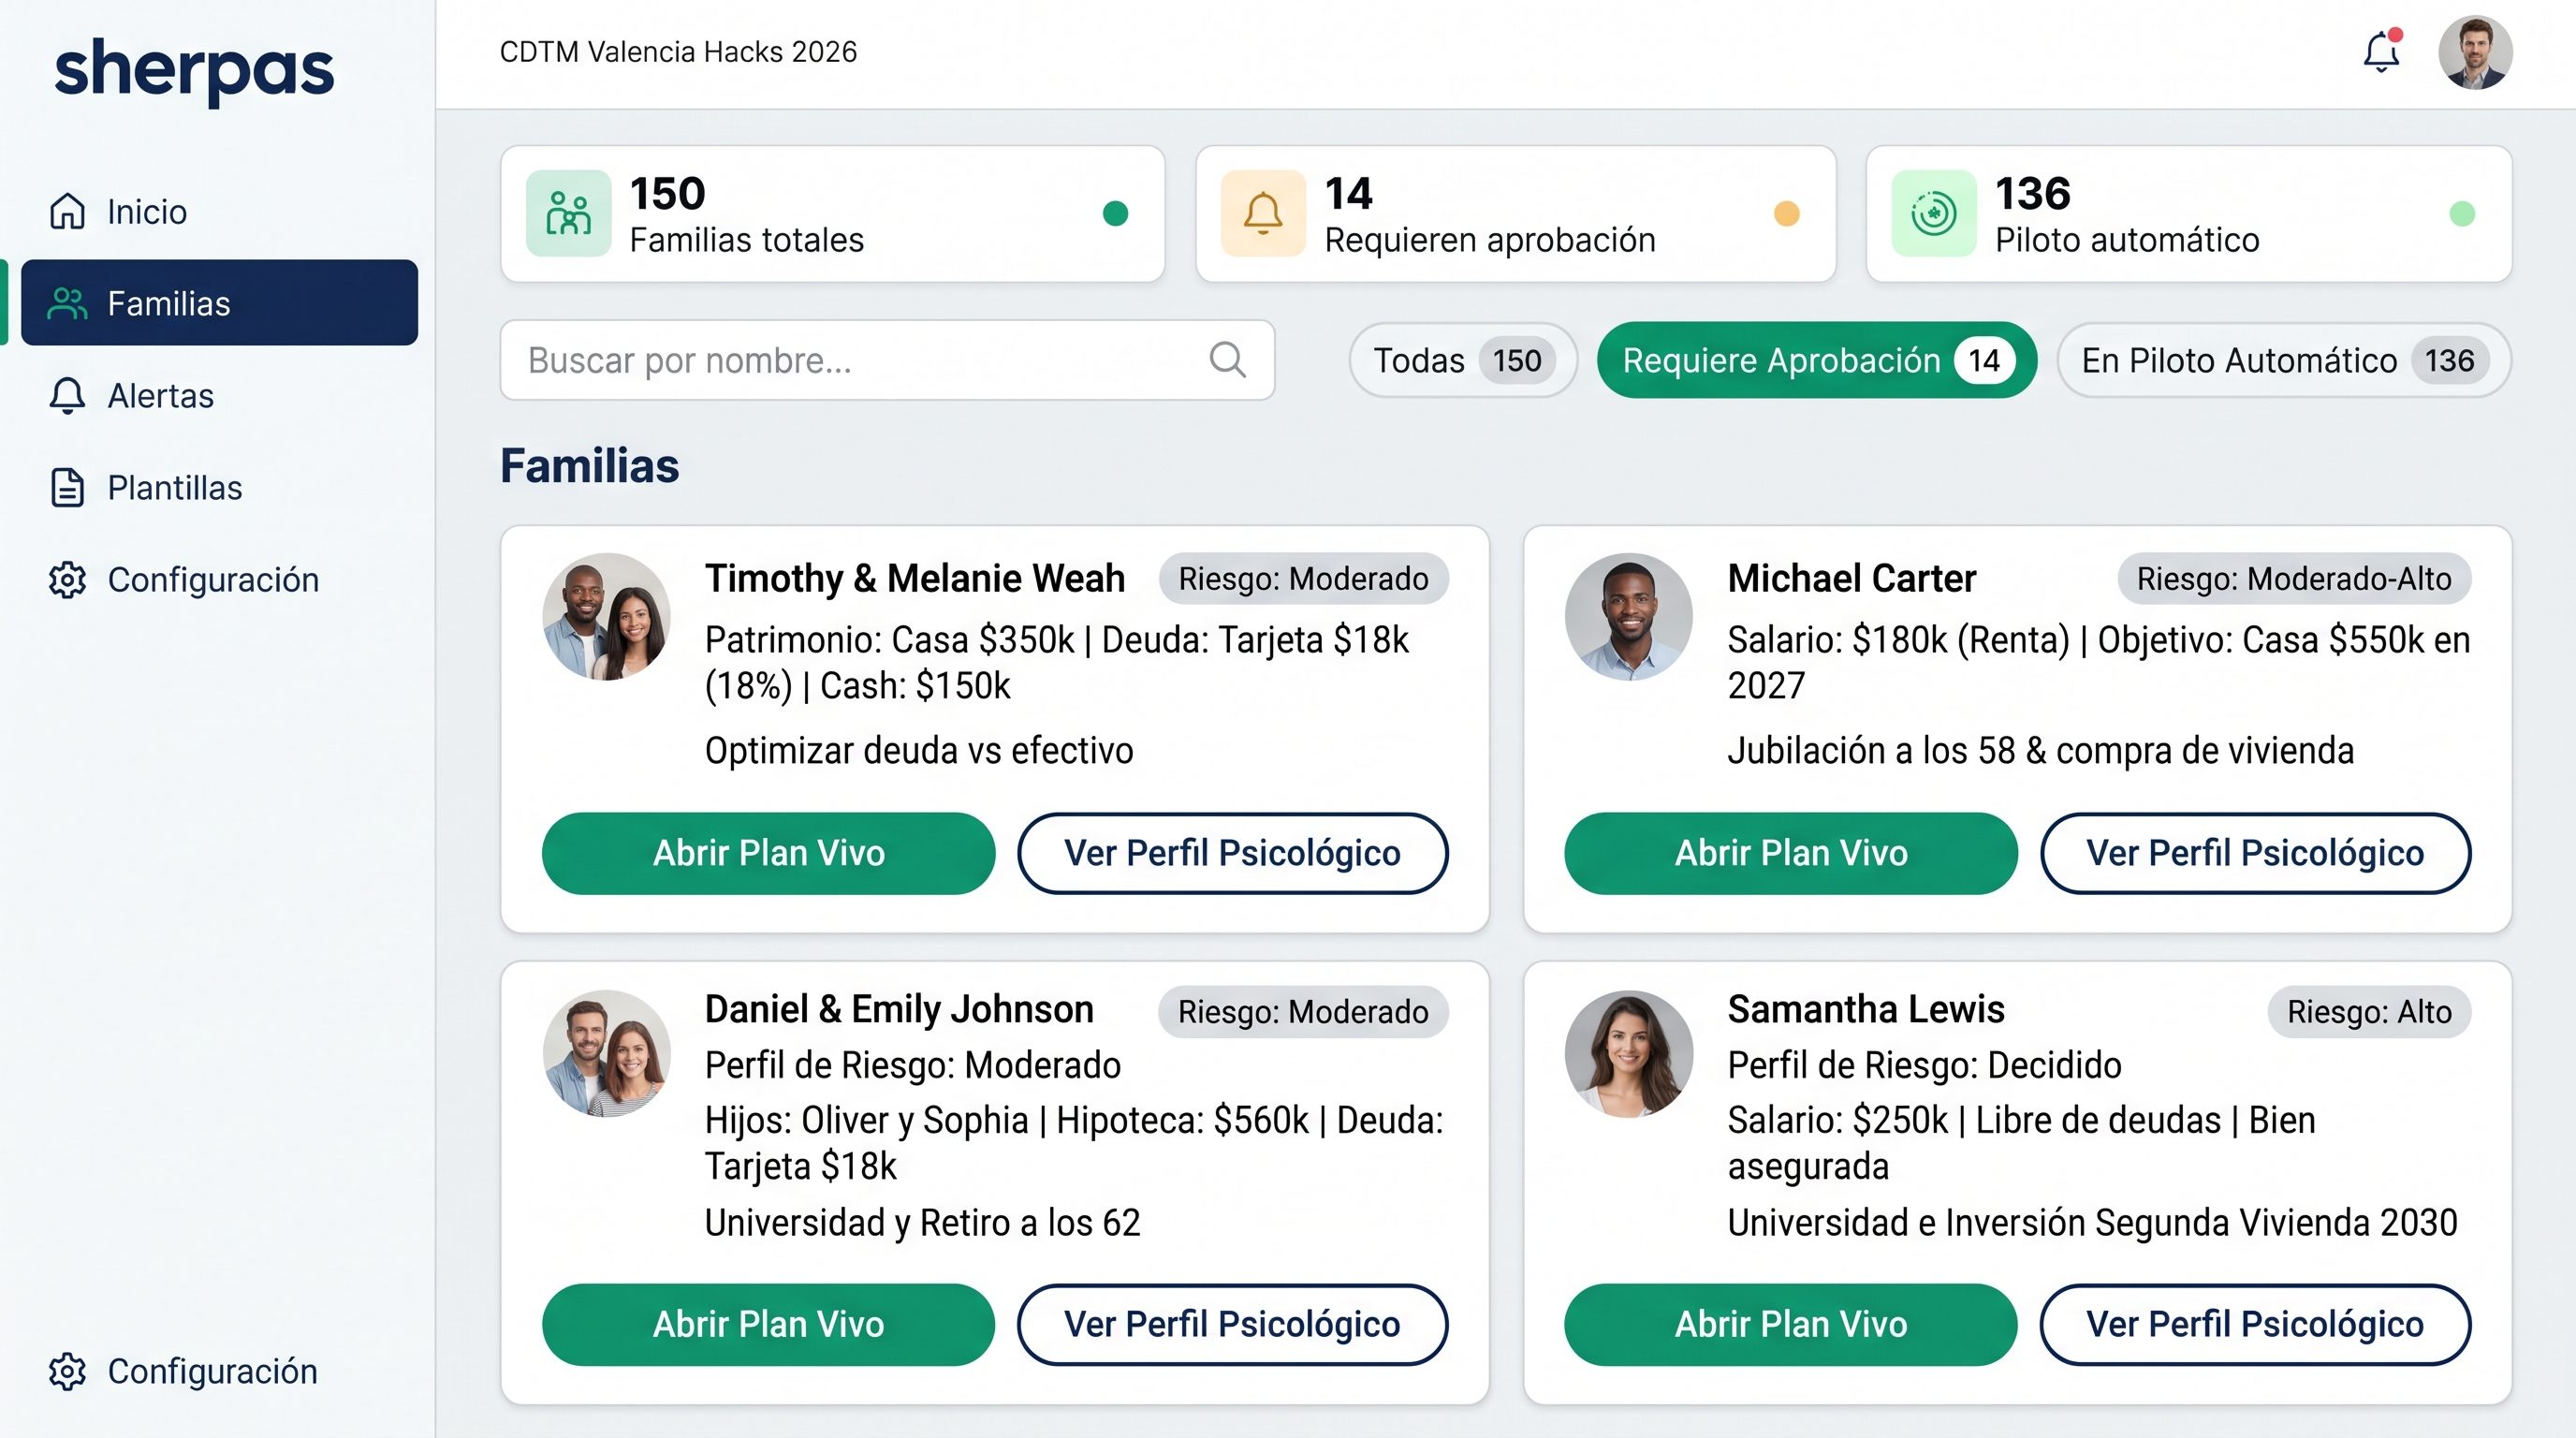 sherpas
CDTM Valencia Hacks 2026
Inicio
Familias
Alertas
Plantillas
Configuración
Configuración
150
Familias totales
14
Requieren aprobación
136
Piloto automático
Buscar por nombre...
Todas 150
Requiere Aprobación 14
En Piloto Automático 136
Familias
Timothy & Melanie Weah
Riesgo: Moderado
Patrimonio: Casa $350k | Deuda: Tarjeta $18k
(18%) | Cash: $150k
Optimizar deuda vs efectivo
Abrir Plan Vivo
Ver Perfil Psicológico
Michael Carter
Riesgo: Moderado-Alto
Salario: $180k (Renta) | Objetivo: Casa $550k en
2027
Jubilación a los 58 & compra de vivienda
Abrir Plan Vivo
Ver Perfil Psicológico
Daniel & Emily Johnson
Riesgo: Moderado
Perfil de Riesgo: Moderado
Hijos: Oliver y Sophia | Hipoteca: $560k | Deuda:
Tarjeta $18k
Universidad y Retiro a los 62
Abrir Plan Vivo
Ver Perfil Psicológico
Samantha Lewis
Riesgo: Alto
Perfil de Riesgo: Decidido
Salario: $250k | Libre de deudas | Bien
asegurada
Universidad e Inversión Segunda Vivienda 2030
Abrir Plan Vivo
Ver Perfil Psicológico